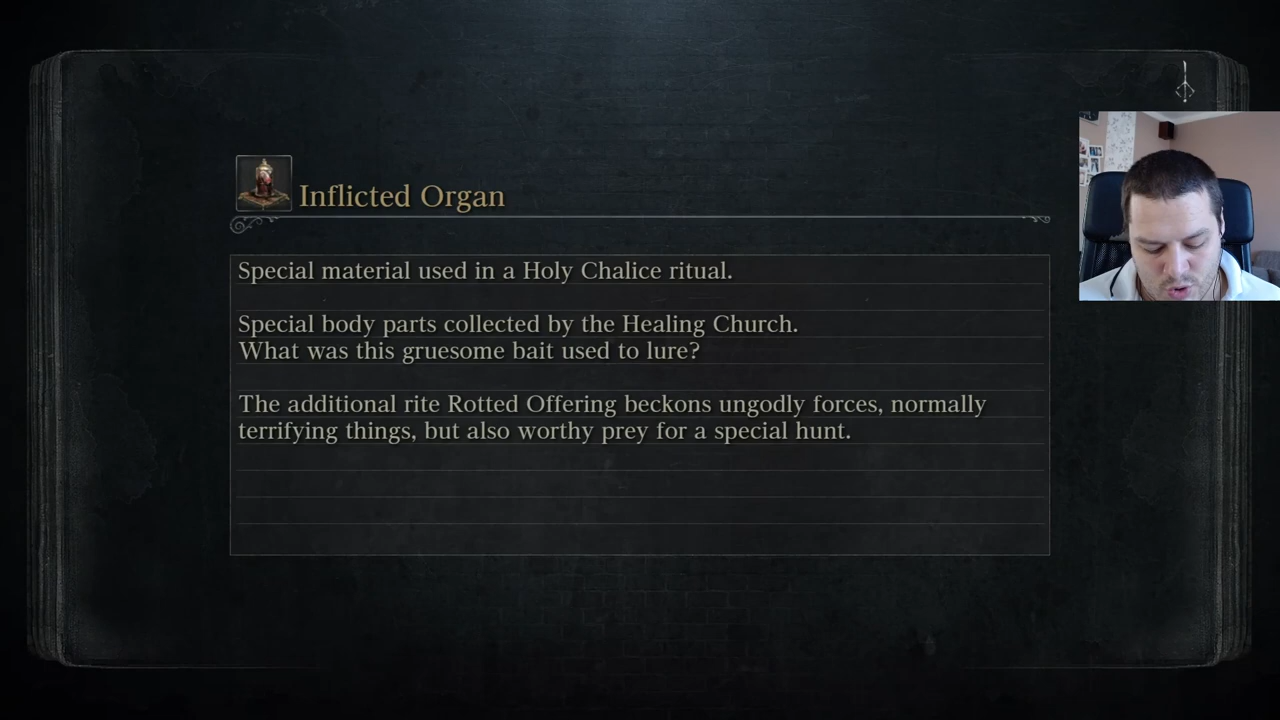 Inflicted Organ
Special material used in a Holy Chalice ritual.
Special body parts collected by the Healing Church.
What was this gruesome bait used to lure?
The additional rite Rotted Offering beckons ungodly forces, normally
terrifying things, but also worthy prey for a special hunt.